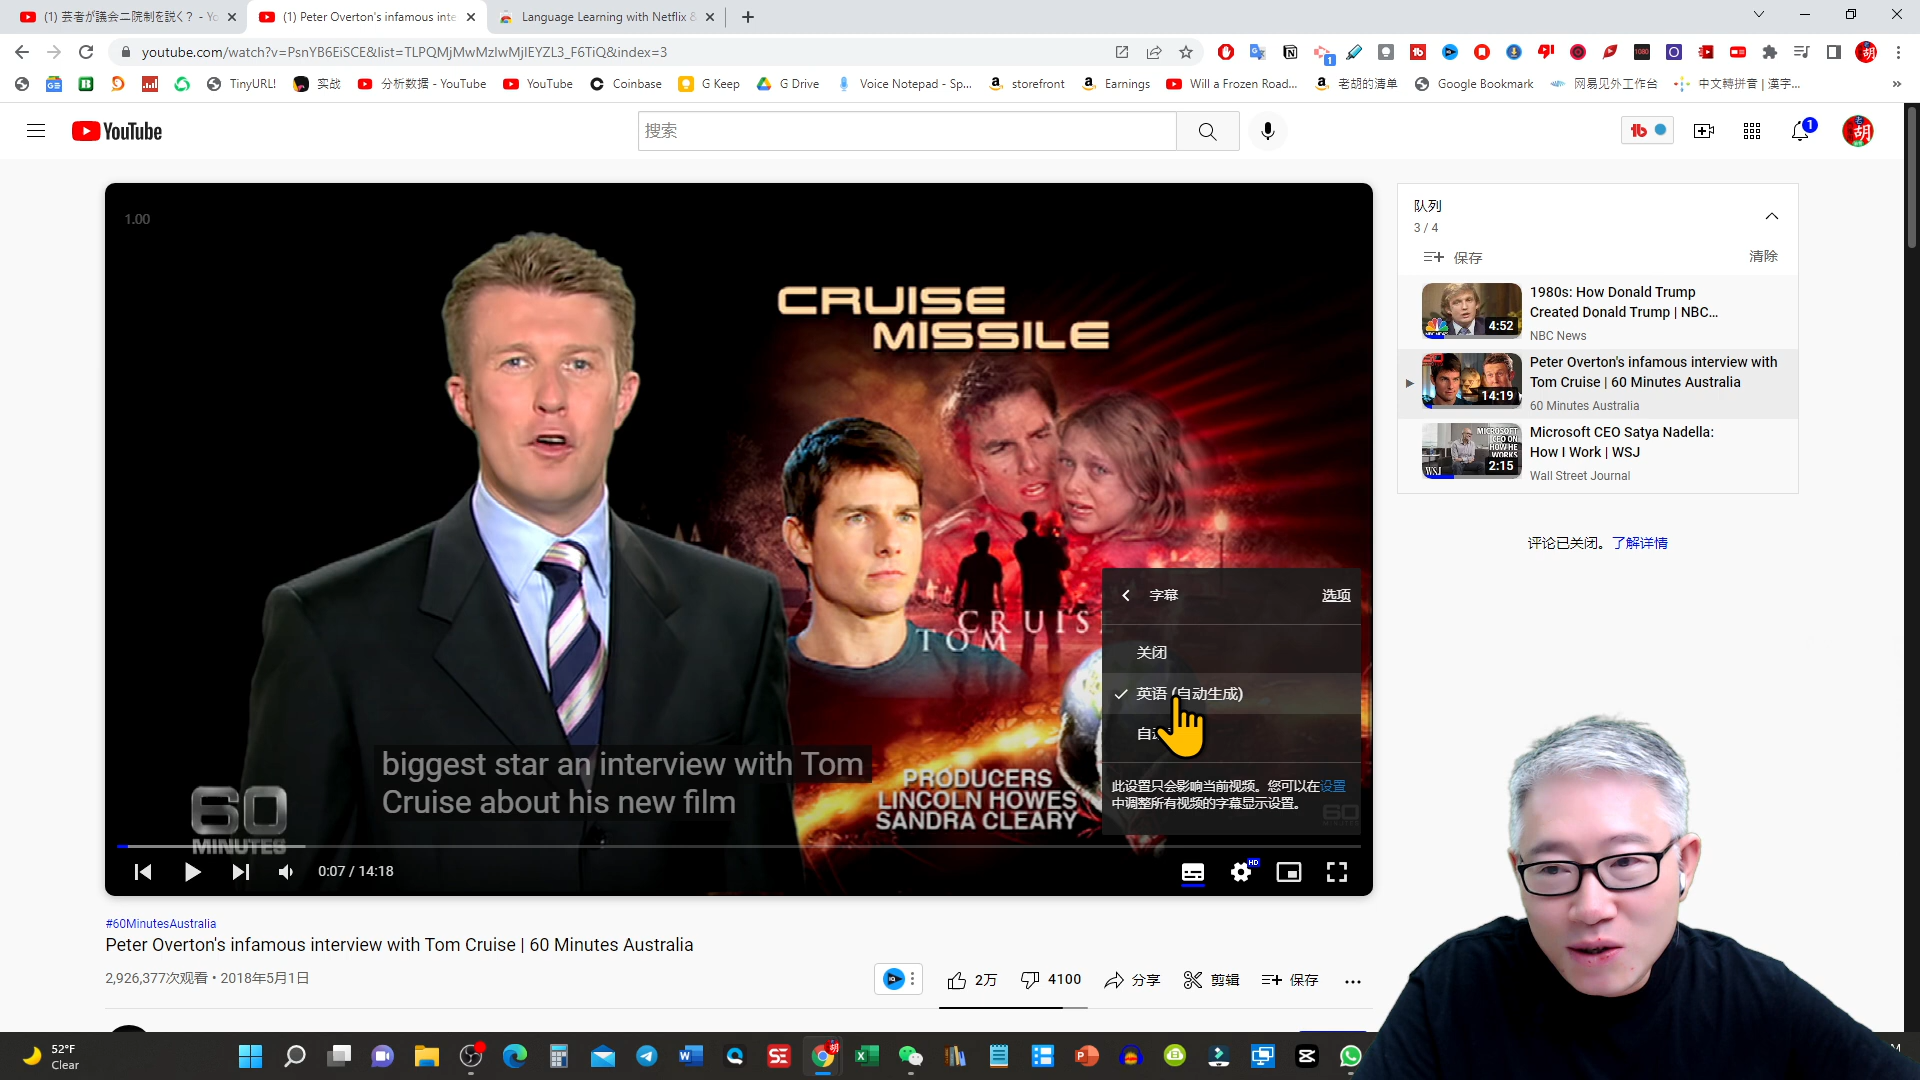 (1) 芸者が議会二院制を説く? - Yo
(1) Peter Overton's infamous inte
Language Learning with Netflix &
youtube.com/watch?v=PsnYB6EiSCE&list=TLPQMjMwMzIwMjIEYZL3_F6TiQ&index=3
TinyURL!
实战
分析数据 - YouTube
YouTube
Coinbase
G Keep
G Drive
Voice Notepad - Sp...
storefront
Earnings
Will a Frozen Road...
老胡的清单
Google Bookmark
网易见外工作台
中文轉拼音 | 漢字...
YouTube
搜索
1
胡
1.00
CRUISE
MISSILE
TOM
CRUIS
PRODUCERS
LINCOLN HOWES
SANDRA CLEARY
60
MINUTES
biggest star an interview with Tom
Cruise about his new film
字幕
选项
关闭
英语 (自动生成)
此设置只会影响当前视频。您可以在设置
中调整所有视频的字幕显示设置。
0:07 / 14:18
HD
队列
3 / 4
保存
清除
1980s: How Donald Trump
Created Donald Trump | NBC...
NBC News
4:52
Peter Overton's infamous interview with
Tom Cruise | 60 Minutes Australia
60 Minutes Australia
14:19
Microsoft CEO Satya Nadella:
How I Work | WSJ
Wall Street Journal
MICROSOFT
CEO ON
HOW HE
WORKS
WSJ
2:15
评论已关闭。了解详情
#60MinutesAustralia
Peter Overton's infamous interview with Tom Cruise | 60 Minutes Australia
2,926,377次观看 • 2018年5月1日
2万
4100
分享
剪辑
保存
52°F
Clear